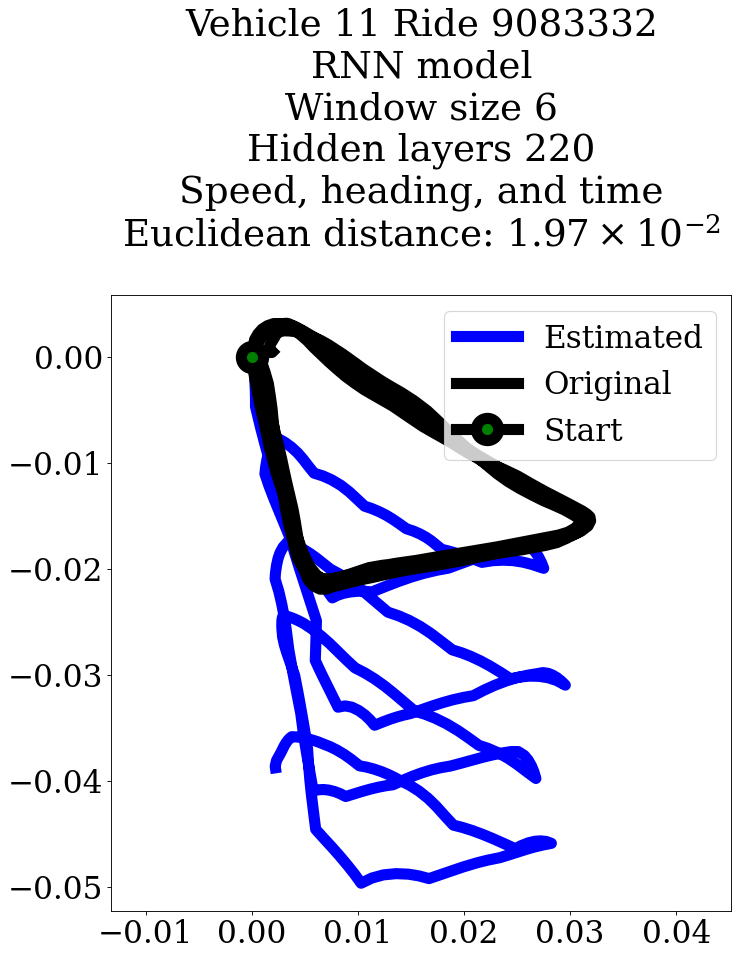 Vehicle 11 Ride 9083332
RNN model
Window size 6
Hidden layers 220
Speed, heading, and time
Euclidean distance: 1.97 × 10⁻²
Estimated
Original
Start
0.00
−0.01
−0.02
−0.03
−0.04
−0.05
−0.01 0.00 0.01 0.02 0.03 0.04